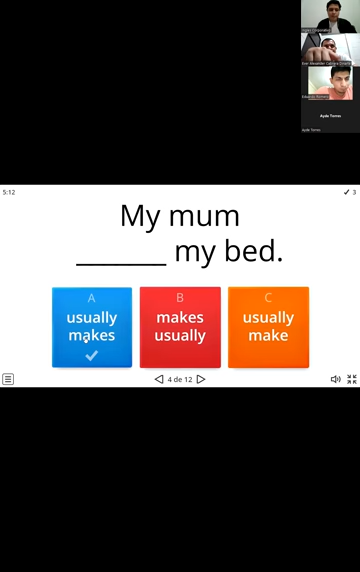 Ayde Torres
Ayde Torres
5:12
✓ 3
My mum
_______ my bed.
A
usually
makes
B
makes
usually
C
usually
make
4 de 12